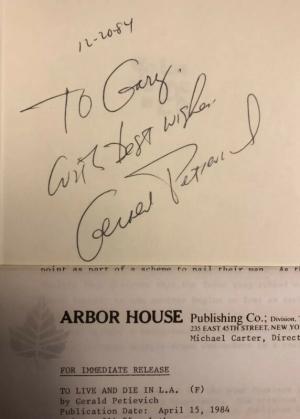 12-20-84
To Gary.
With best wishes
Gerald Petievich
point as part of a scheme to nail their man. As t
ARBOR HOUSE Publishing Co.; Division,
235 EAST 45TH STREET, NEW YO
Michael Carter, Direct
FOR IMMEDIATE RELEASE
TO LIVE AND DIE IN L.A. (F)
by Gerald Petievich
Publication Date: April 15, 1984